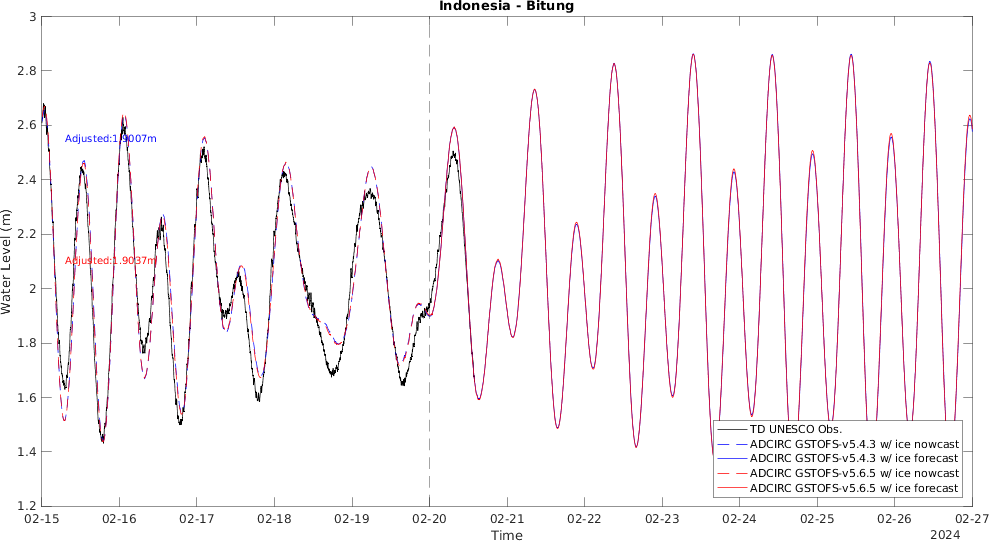 Indonesia - Bitung
3
2.8
2.6
2.4
2.2
2
1.8
1.6
1.4
1.2
Water Level (m)
Adjusted:1.9007m
Adjusted:1.9037m
TD UNESCO Obs.
ADCIRC GSTOFS-v5.4.3 w/ ice nowcast
ADCIRC GSTOFS-v5.4.3 w/ ice forecast
ADCIRC GSTOFS-v5.6.5 w/ ice nowcast
ADCIRC GSTOFS-v5.6.5 w/ ice forecast
02-15 02-16 02-17 02-18 02-19 02-20 02-21 02-22 02-23 02-24 02-25 02-26 02-27
Time
2024